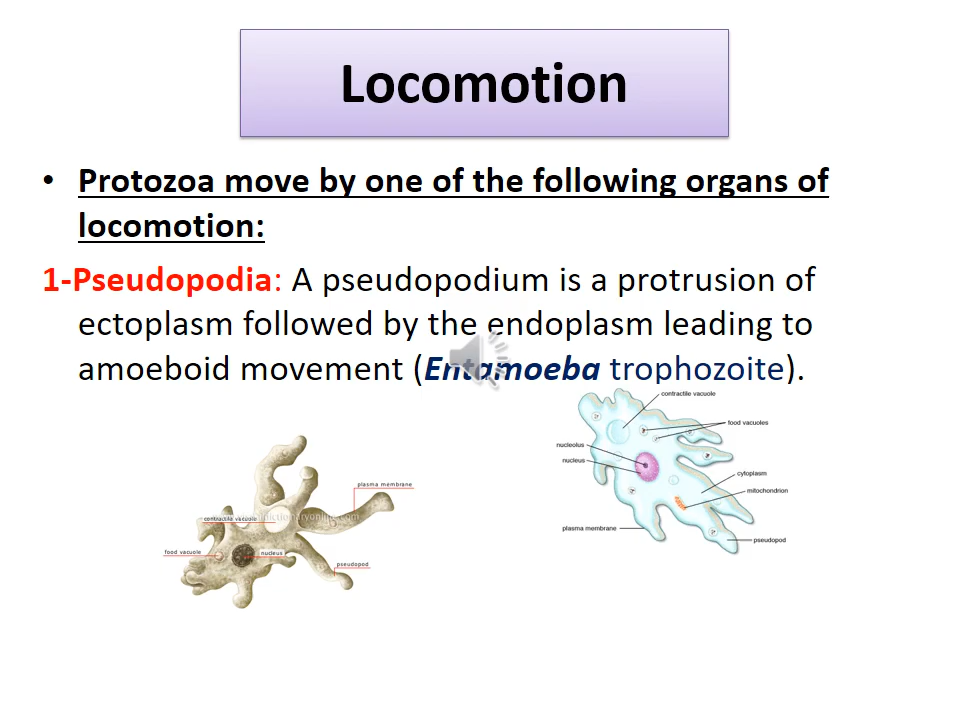 Locomotion
• Protozoa move by one of the following organs of
locomotion:
1-Pseudopodia: A pseudopodium is a protrusion of
ectoplasm followed by the endoplasm leading to
amoeboid movement (Entamoeba trophozoite).
contractile vacuole
food vacuoles
nucleolus
nucleus
cytoplasm
mitochondrion
plasma membrane
pseudopod
plasma membrane
contractile vacuole
food vacuole
nucleus
pseudopod